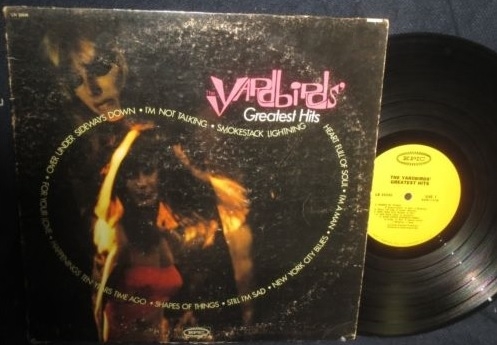 THE
YARDBIRDS'
Greatest Hits
OVER UNDER SIDEWAYS DOWN • I'M NOT TALKING • SMOKESTACK LIGHTNING
HEART FULL OF SOUL • I'M A MAN • NEW YORK CITY BLUES • STILL I'M SAD • SHAPES OF THINGS • HAPPENINGS TEN YEARS TIME AGO • FOR YOUR LOVE •
EPIC
EPIC
THE YARDBIRDS'
GREATEST HITS